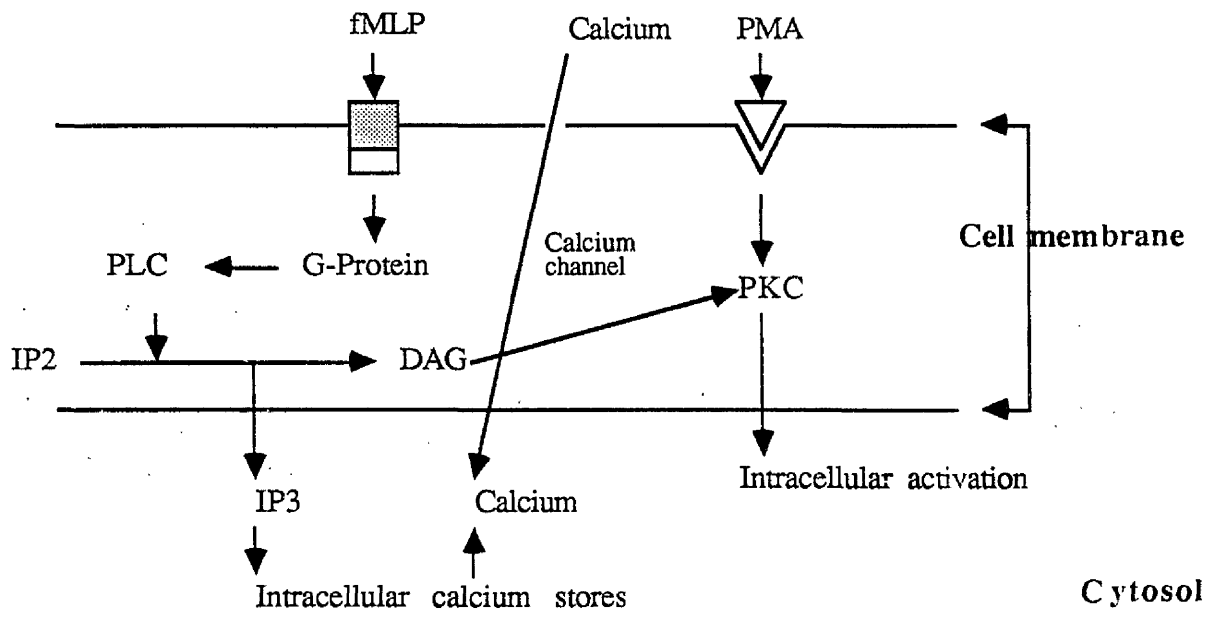 fMLP
Calcium
PMA
Cell membrane
Calcium
channel
PLC
G-Protein
PKC
IP2
DAG
Intracellular activation
IP3
Calcium
Intracellular calcium stores
Cytosol